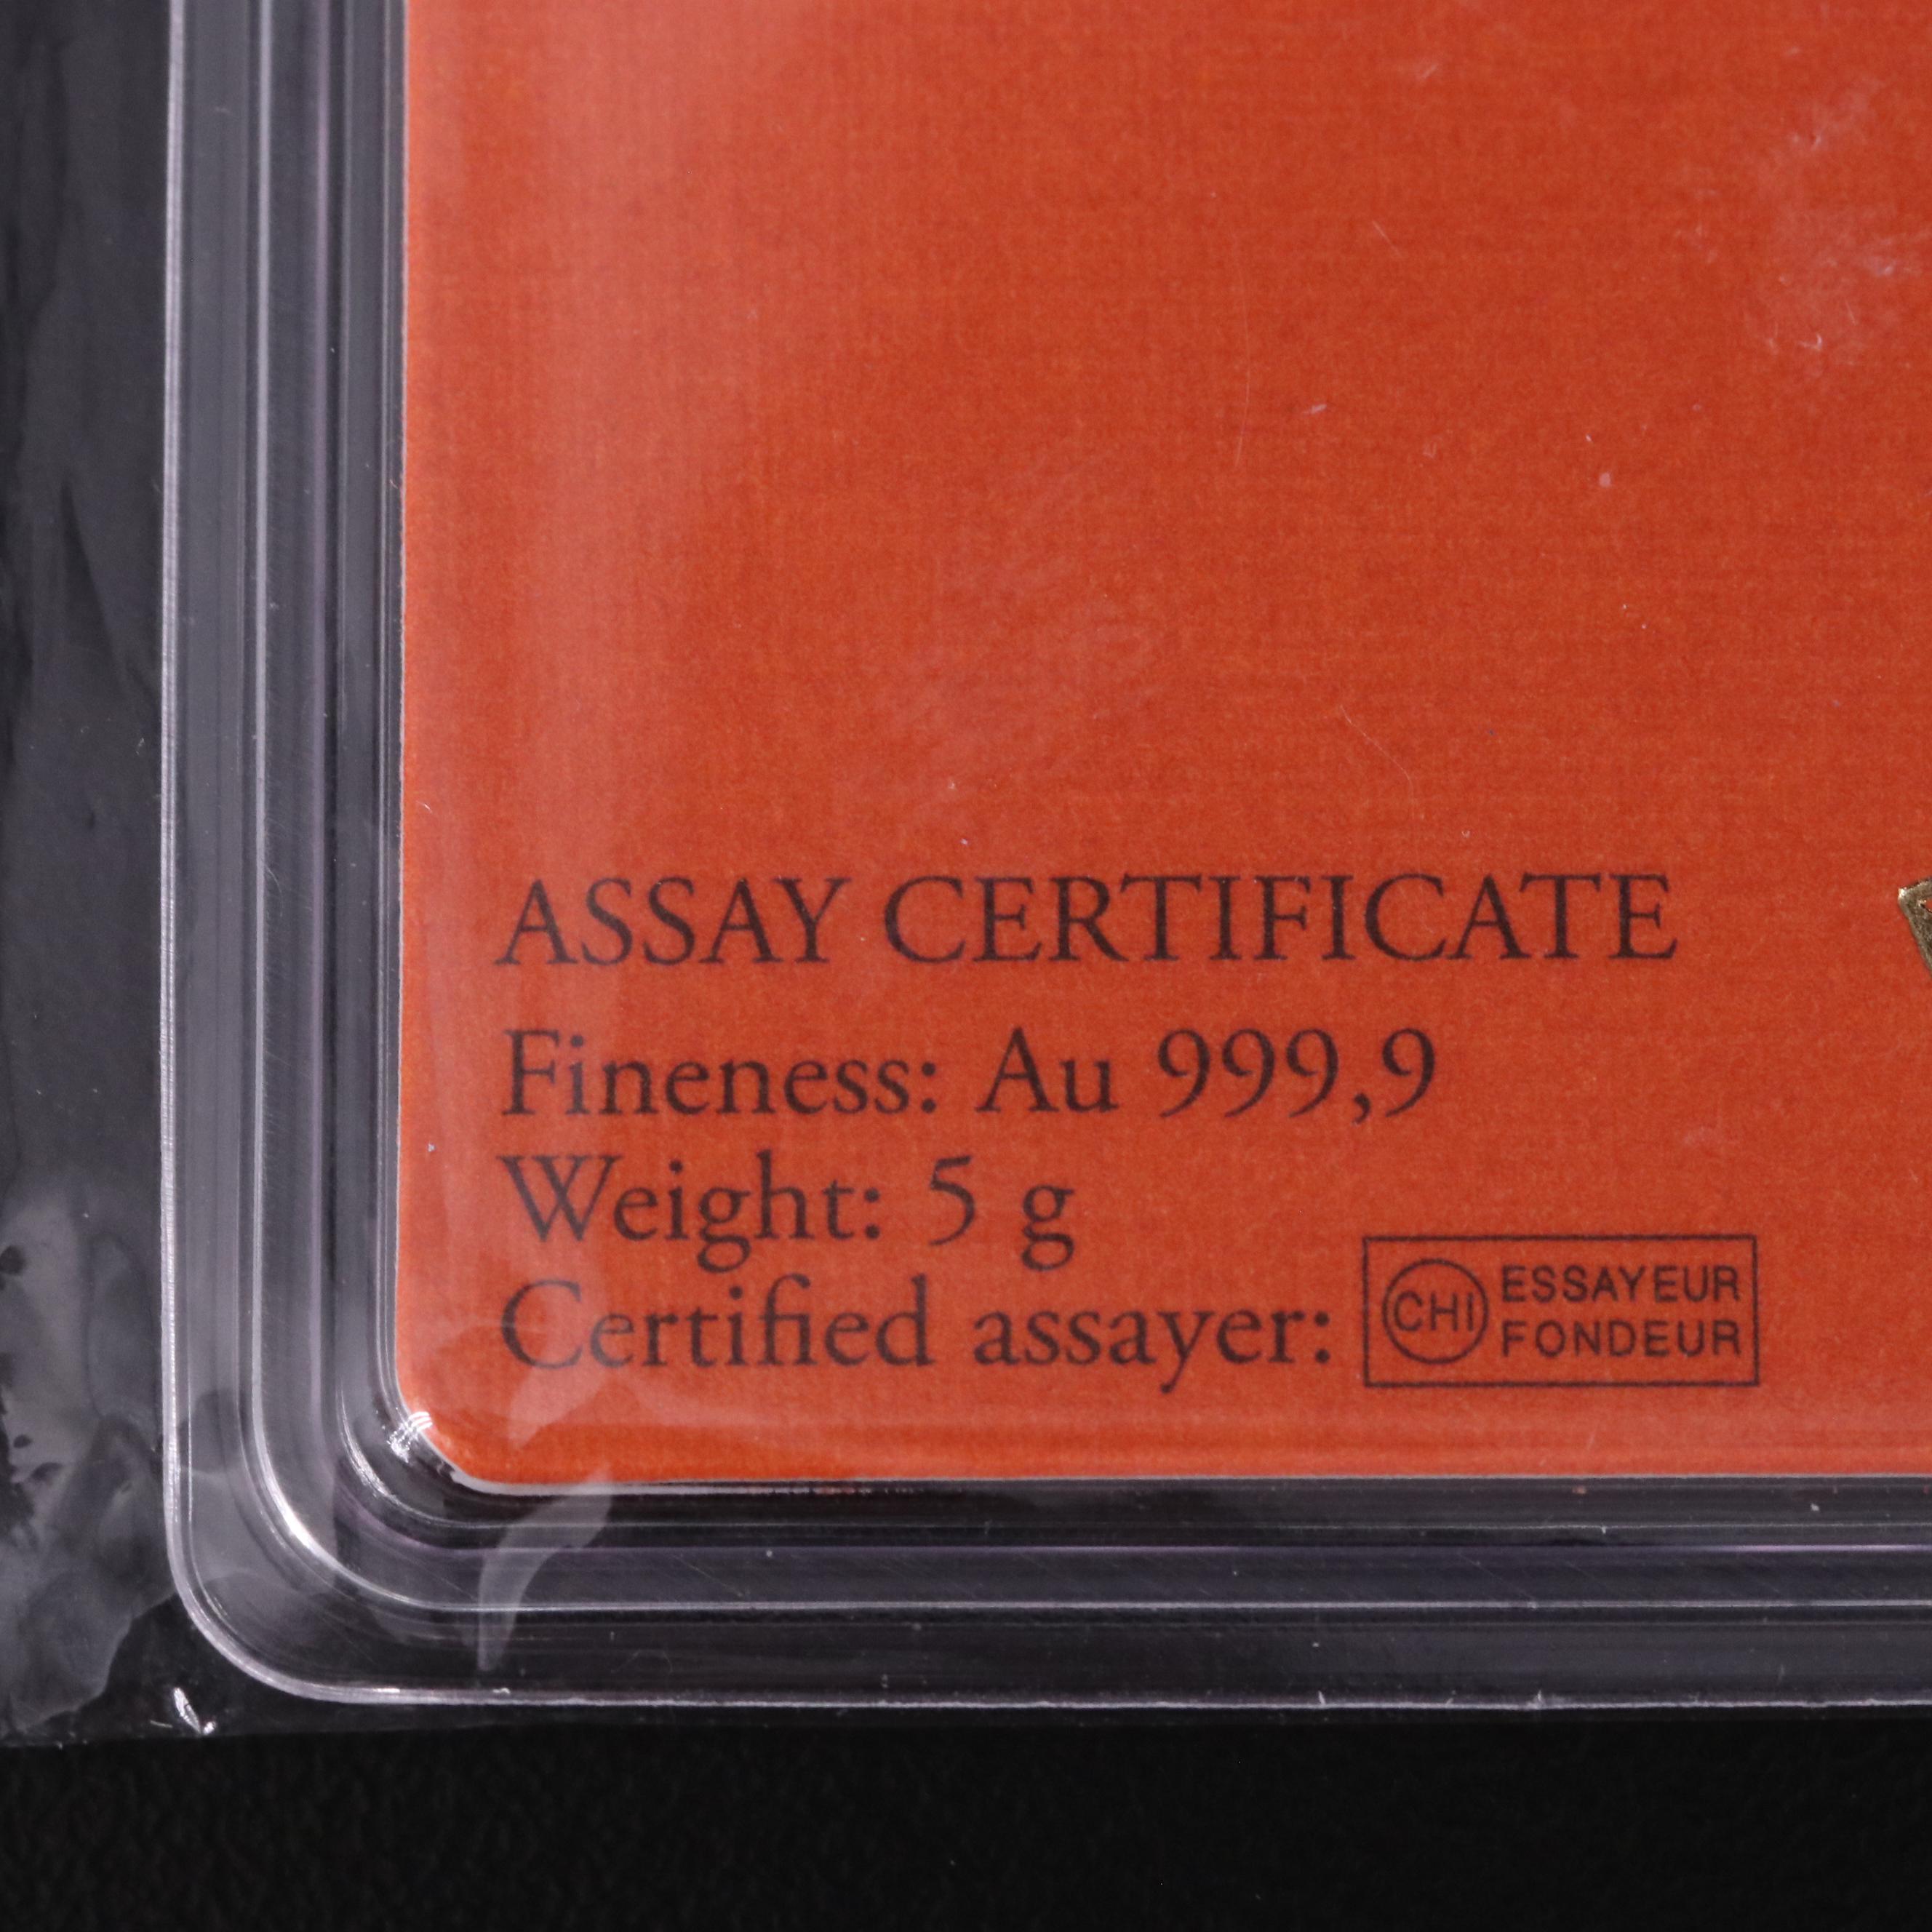 ASSAY CERTIFICATE
Fineness: Au 999,9
Weight: 5 g
Certified assayer:
CHI
ESSAYEUR
FONDEUR